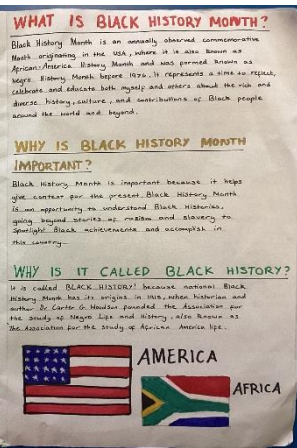 WHAT IS BLACK HISTORY MONTH?
Black History Month is an annually observed commemorative
Month originating in the USA, where it is also known as
African-America History Month and was formed known as
Negro History Month before 1976. It represents a time to reflect,
celebrate and educate both myself and others about the rich and
diverse history, culture, and contributions of Black people
around the world and beyond.
WHY IS BLACK HISTORY MONTH
IMPORTANT?
Black History Month is important because it helps
give context for the present. Black History Month
is an opportunity to understand Black Histories,
going beyond stories of racism and slavery to
spotlight Black achievements and accomplish in
this country.
WHY IS IT CALLED BLACK HISTORY?
It is called BLACK HISTORY! because national Black
History Month has its origins in 1915, when historian and
author Dr. Carter G. Woodson founded the Association for
the study of Negro Life and History, also known as
The Association for the study of African America life.
AMERICA
AFRICA